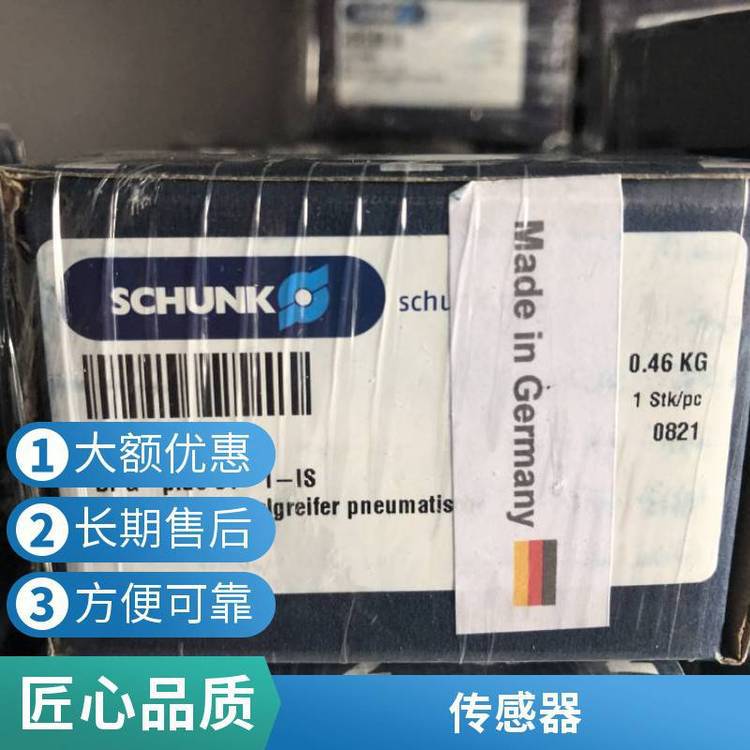 SCHUNK
schu
Made in Germany
0.46 KG
1 Stk/pc
0821
1 大额优惠
-IS
lgreifer pneumatis
2 长期售后
3 方便可靠
匠心品质
传感器